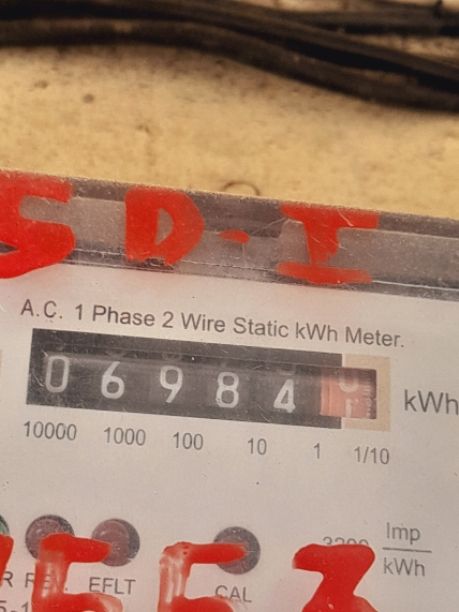 SD-I
A.C. 1 Phase 2 Wire Static kWh Meter.
06984 kWh
10000 1000 100 10 1 1/10
3200 Imp
kWh
EFLT CAL